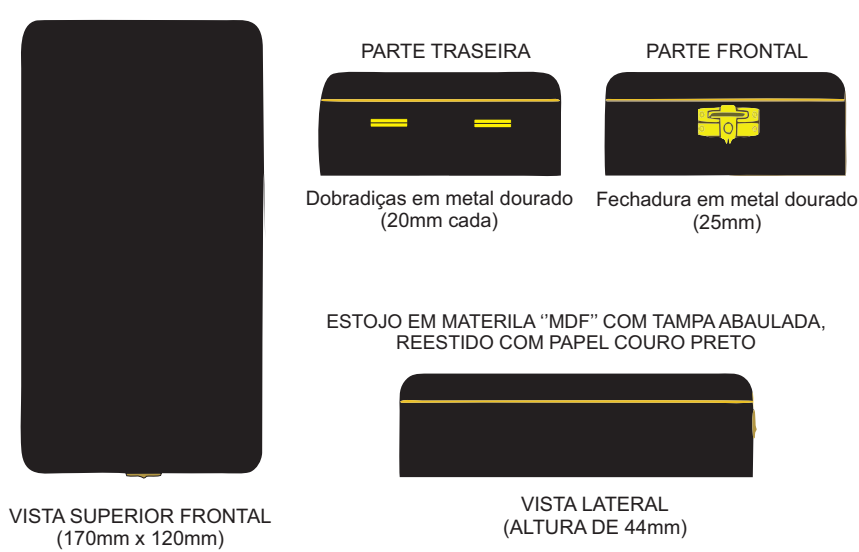 PARTE TRASEIRA
PARTE FRONTAL
Dobradiças em metal dourado
(20mm cada)
Fechadura em metal dourado
(25mm)
ESTOJO EM MATERILA ‘’MDF’’ COM TAMPA ABAULADA,
REESTIDO COM PAPEL COURO PRETO
VISTA SUPERIOR FRONTAL
(170mm x 120mm)
VISTA LATERAL
(ALTURA DE 44mm)